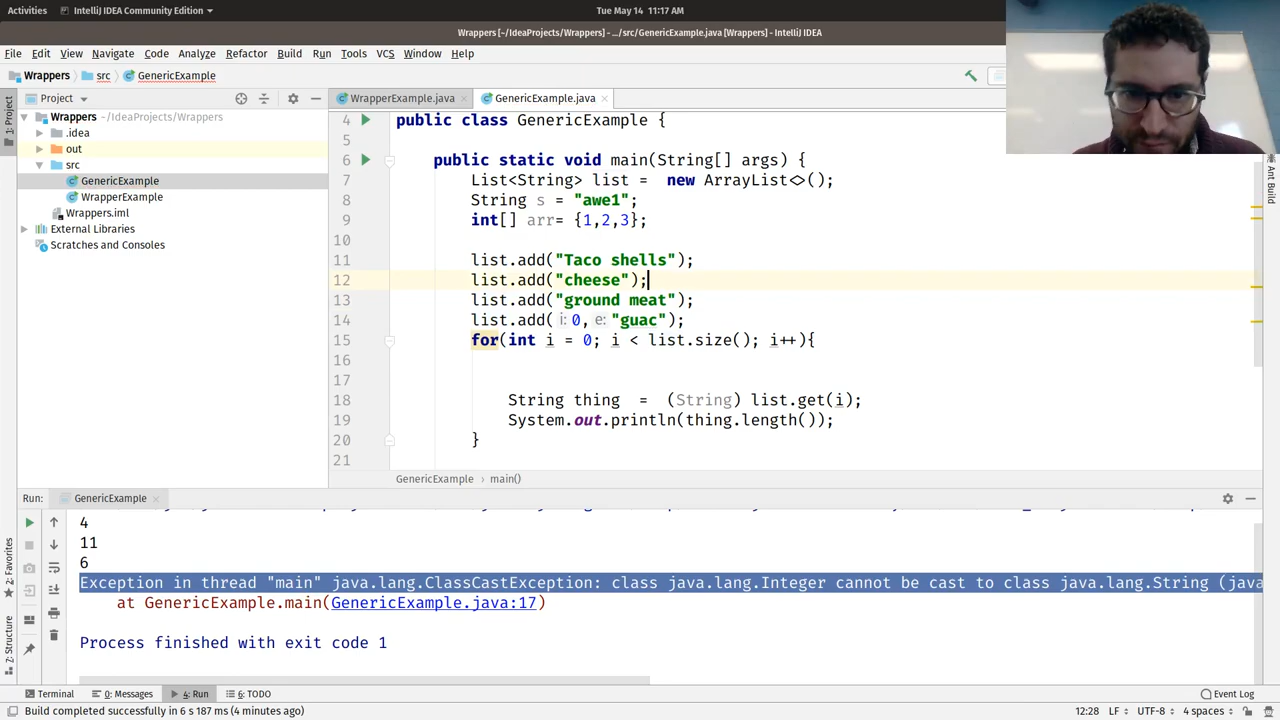 Activities IntelliJ IDEA Community Edition Tue May 14 11:17 AM
Wrappers [~/IdeaProjects/Wrappers] - .../src/GenericExample.java [Wrappers] - IntelliJ IDEA
File Edit View Navigate Code Analyze Refactor Build Run Tools VCS Window Help
Wrappers src GenericExample
Project WrapperExample.java GenericExample.java
1: Project
Ant Build
Wrappers ~/IdeaProjects/Wrappers
.idea
out
src
GenericExample
WrapperExample
Wrappers.iml
External Libraries
Scratches and Consoles
4 public class GenericExample {
5
6 public static void main(String[] args) {
7 List<String> list = new ArrayList<>();
8 String s = "awe1";
9 int[] arr= {1,2,3};
10
11 list.add("Taco shells");
12 list.add("cheese");
13 list.add("ground meat");
14 list.add( i: 0, e: "guac");
15 for(int i = 0; i < list.size(); i++){
16
17
18 String thing = (String) list.get(i);
19 System.out.println(thing.length());
20 }
21
GenericExample main()
Run: GenericExample
4
11
6
Exception in thread "main" java.lang.ClassCastException: class java.lang.Integer cannot be cast to class java.lang.String (java
at GenericExample.main(GenericExample.java:17)
Process finished with exit code 1
2: Favorites
7: Structure
Terminal 0: Messages 4: Run 6: TODO Event Log
Build completed successfully in 6 s 187 ms (4 minutes ago) 12:28 LF UTF-8 4 spaces